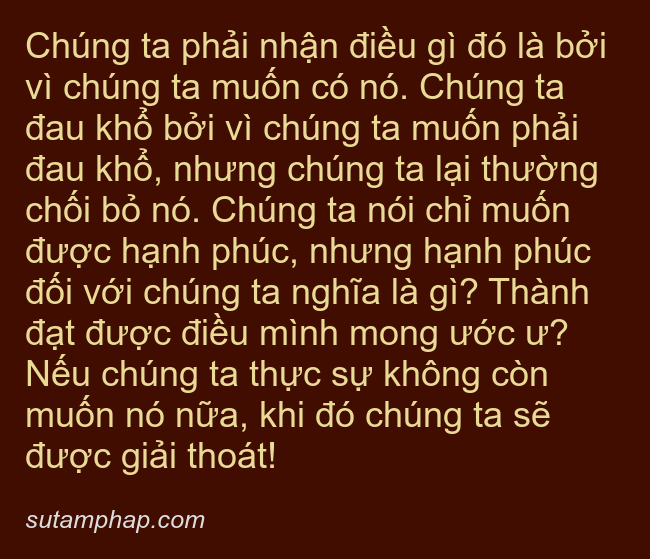 Chúng ta phải nhận điều gì đó là bởi
vì chúng ta muốn có nó. Chúng ta
đau khổ bởi vì chúng ta muốn phải
đau khổ, nhưng chúng ta lại thường
chối bỏ nó. Chúng ta nói chỉ muốn
được hạnh phúc, nhưng hạnh phúc
đối với chúng ta nghĩa là gì? Thành
đạt được điều mình mong ước ư?
Nếu chúng ta thực sự không còn
muốn nó nữa, khi đó chúng ta sẽ
được giải thoát!
sutamphap.com